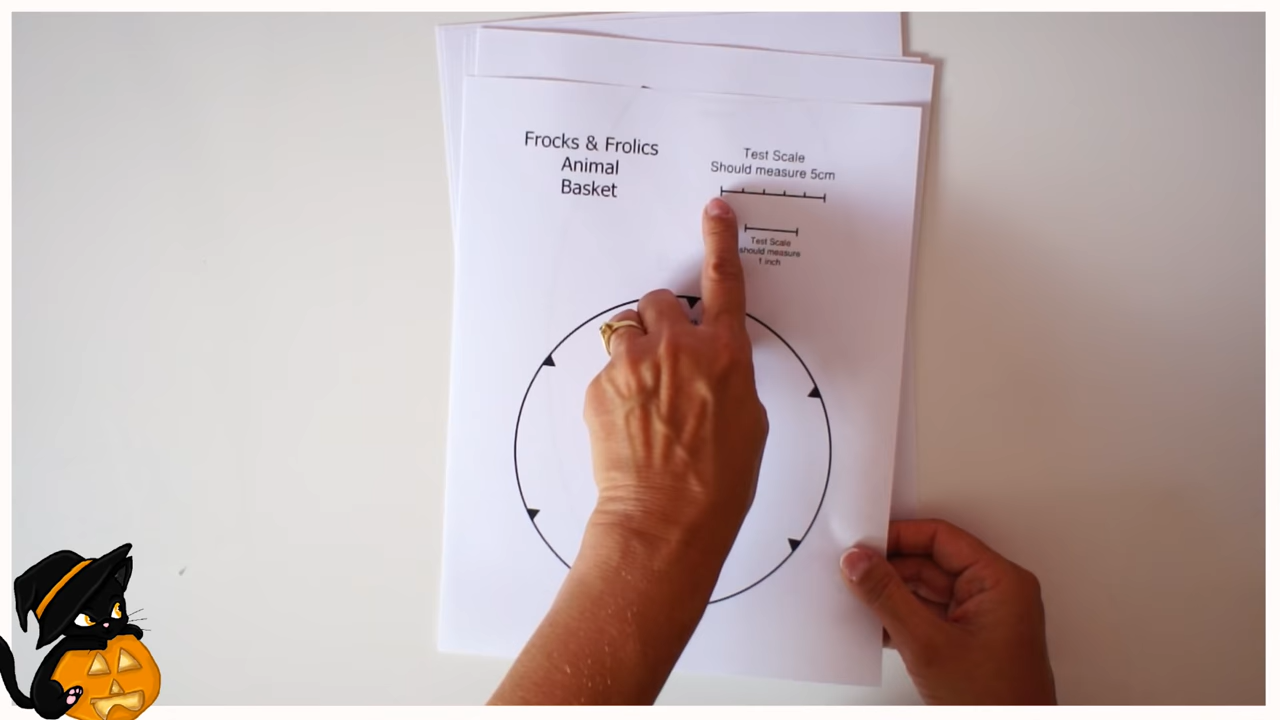 Frocks & Frolics
Animal
Basket
Test Scale
Should measure 5cm
Test Scale
should measure
1 inch